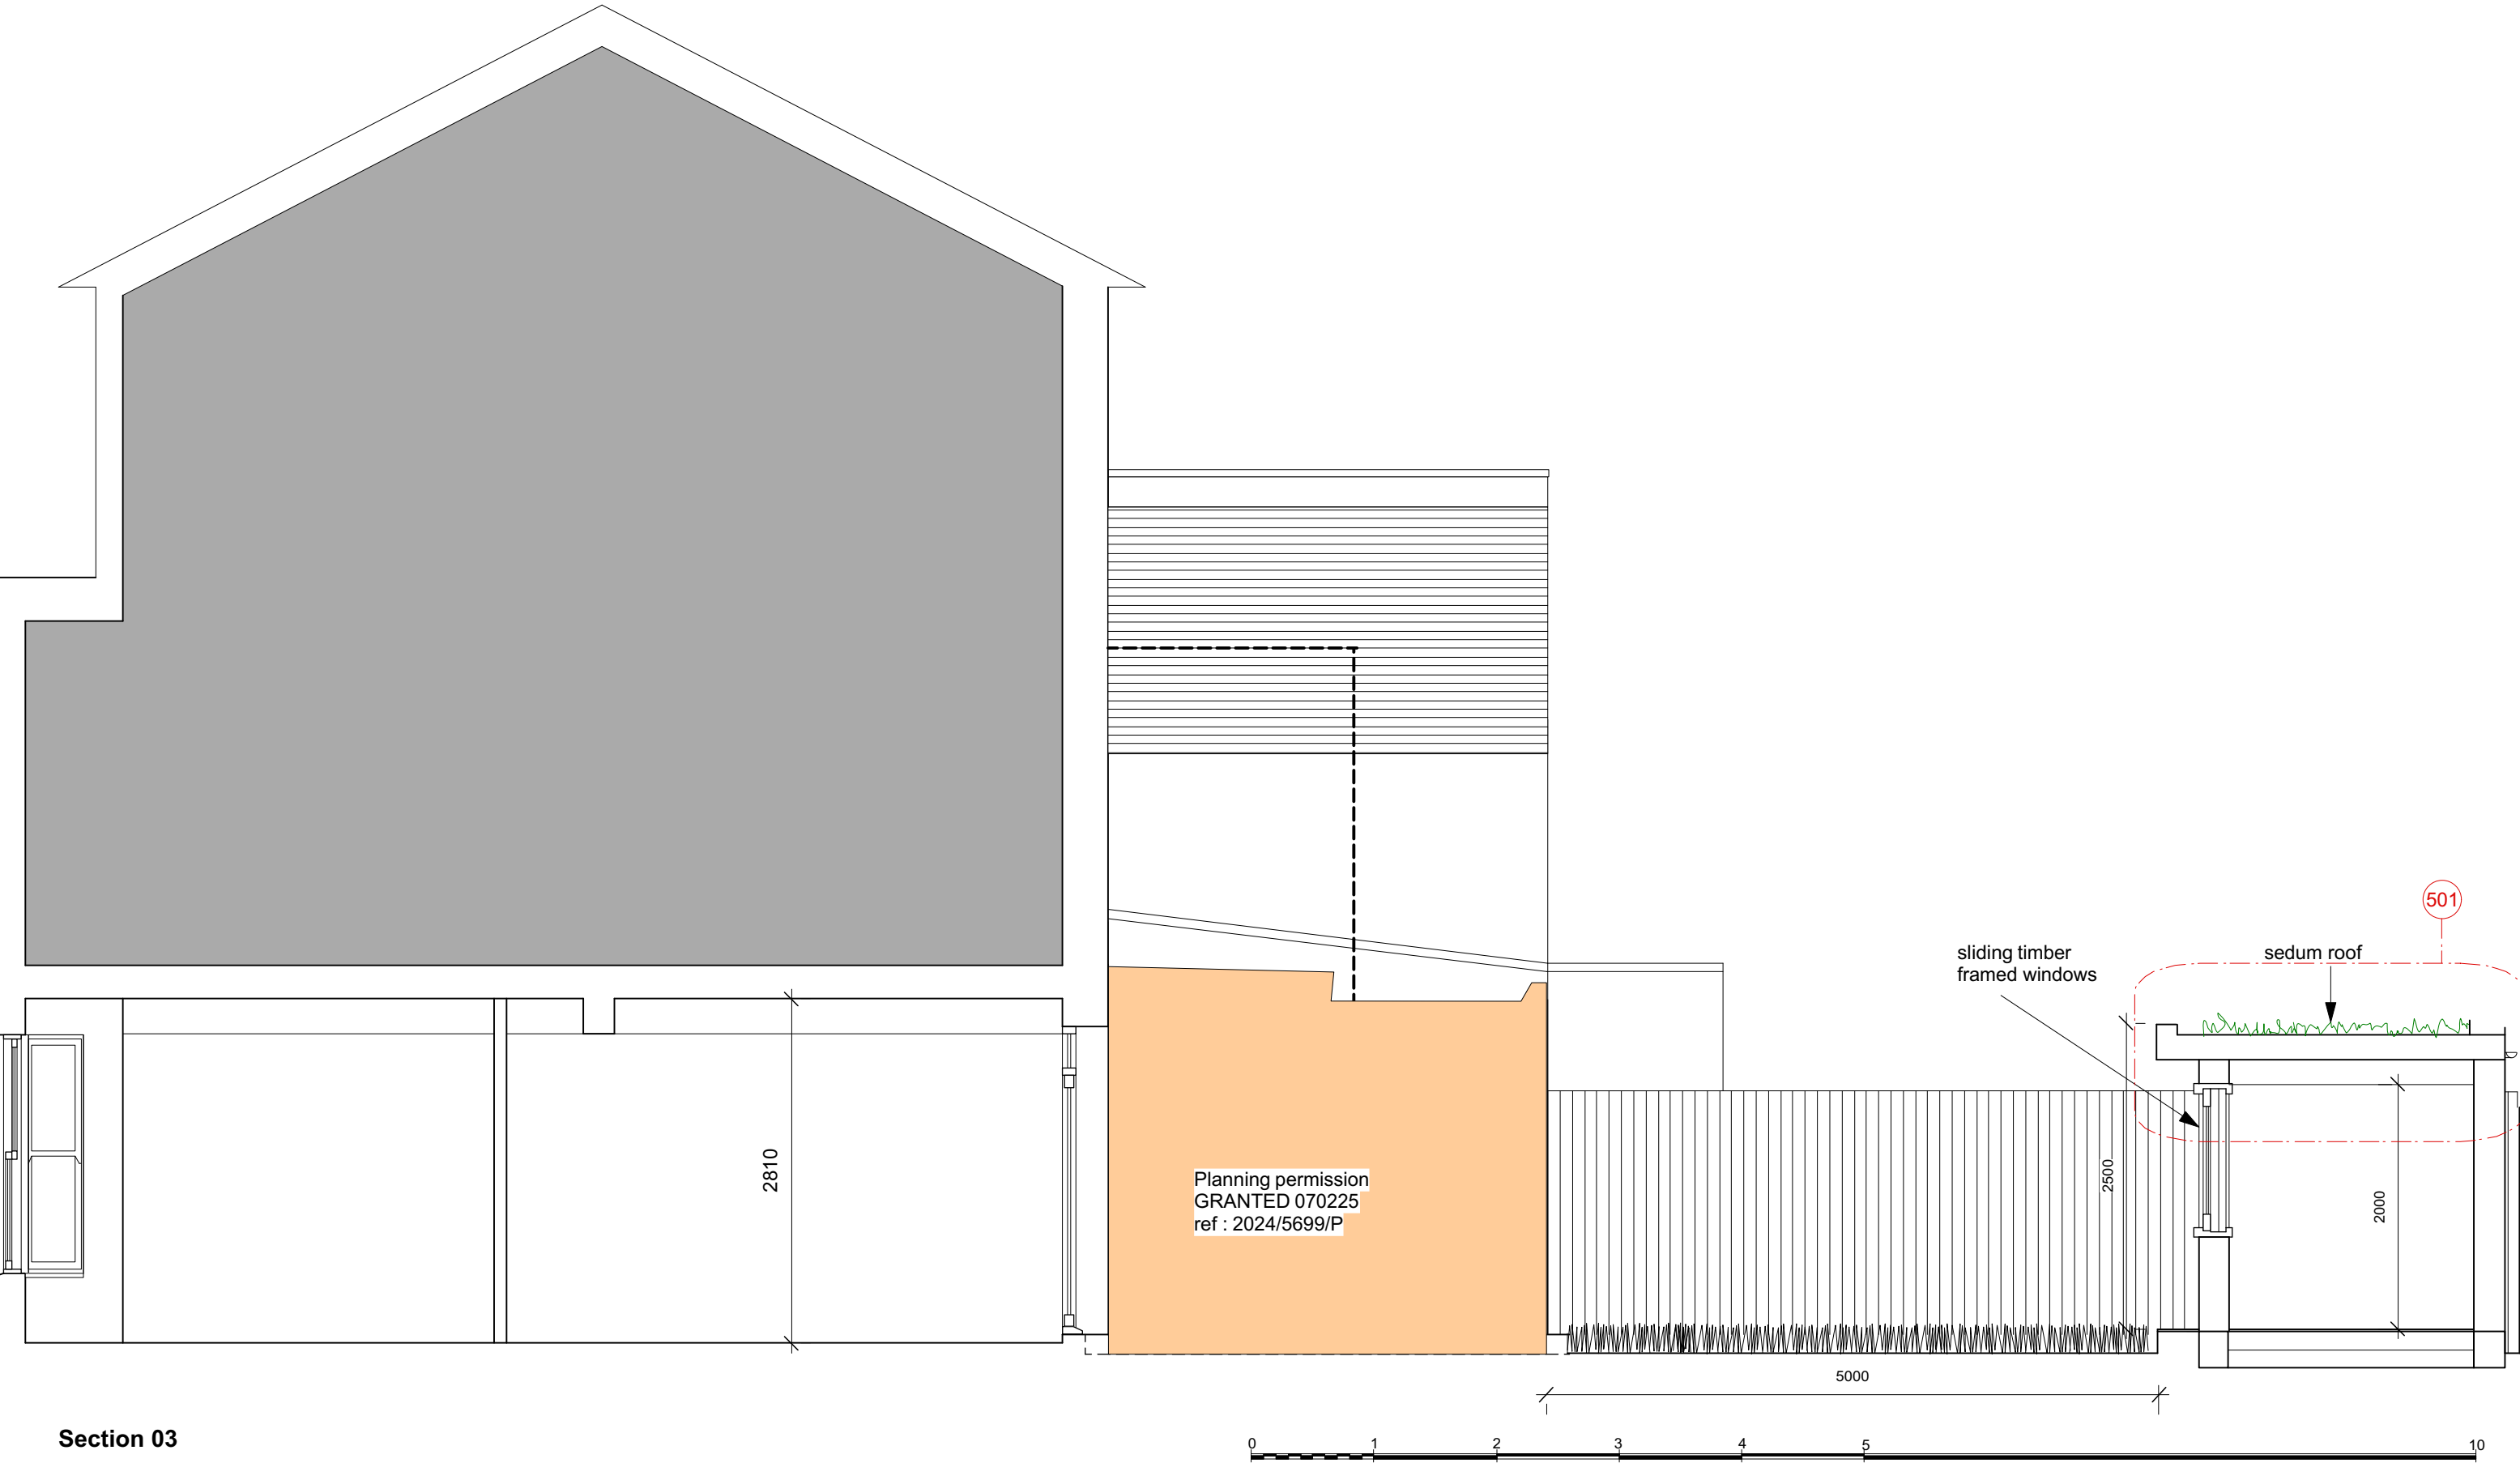 501
sliding timber
framed windows
sedum roof
2810
Planning permission
GRANTED 070225
ref : 2024/5699/P
2500
2000
5000
Section 03
0 1 2 3 4 5 10